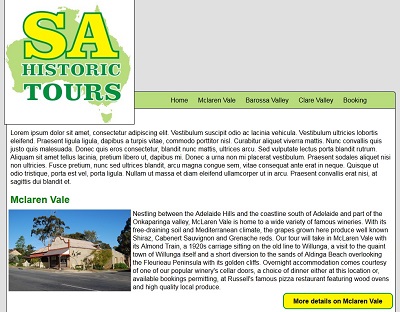 SA
HISTORIC
TOURS
Home Mclaren Vale Barossa Valley Clare Valley Booking
Lorem ipsum dolor sit amet, consectetur adipiscing elit. Vestibulum suscipit odio ac lacinia vehicula. Vestibulum ultricies lobortis
eleifend. Praesent ligula ligula, dapibus a turpis vitae, commodo porttitor nisl. Curabitur aliquet viverra mattis. Nunc convallis quis
justo quis malesuada. Donec quis eros consectetur, blandit nunc mattis, ultrices arcu. Sed vulputate lectus porta blandit rutrum.
Aliquam sit amet tellus lacinia, pretium libero ut, dapibus mi. Donec a urna non mi placerat vestibulum. Praesent sodales aliquet nisi
non ultricies. Fusce pretium, nunc sed ultrices blandit, arcu magna congue sem, vitae consequat ante erat in neque. Quisque ut
odio tristique, porta est vel, porta ligula. Nullum ut massa et diam eleifend ullamcorper ut in arcu. Praesent convallis erat nisi, at
sagittis dui blandit et.
Mclaren Vale
Nestling between the Adelaide Hills and the coastline south of Adelaide and part of the
Onkaparinga valley, McLaren Vale is home to a wide variety of famous wineries. With its
free-draining soil and Mediterranean climate, the grapes grown here produce well known
Shiraz, Cabenert Sauvignon and Grenache reds. Our tour will take in McLaren Vale with
its Almond Train, a 1920s carriage sitting on the old line to Willunga, a visit to the quaint
town of Willunga itself and a short diversion to the sands of Aldinga Beach overlooking
the Fleurieu Peninsula with its golden cliffs. Overnight accommodation comes courtesy
of one of our popular winery's cellar doors, a choice of dinner either at this location or,
available bookings permitting, at Russell's famous pizza restaurant featuring wood ovens
and high quality local produce.
More details on Mclaren Vale